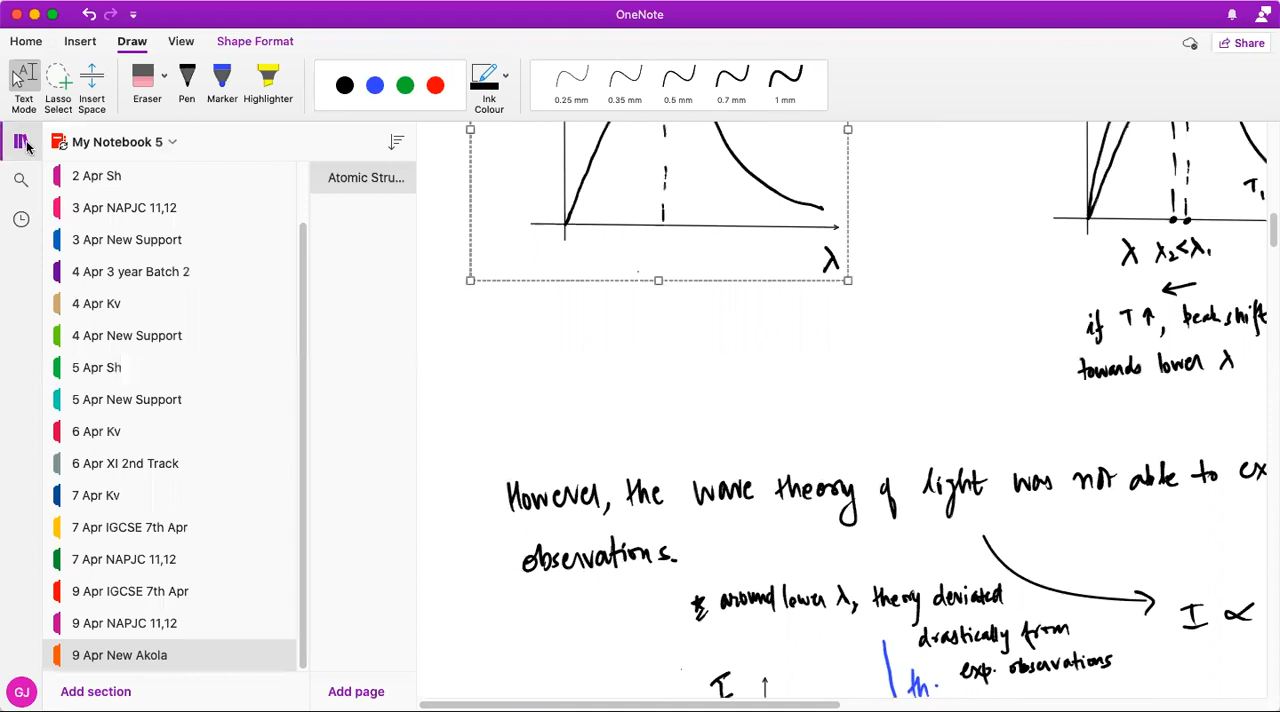 OneNote
Home Insert Draw View Shape Format
Share
Text Mode
Lasso Select
Insert Space
Eraser
Pen
Marker
Highlighter
Ink Colour
0.25 mm
0.35 mm
0.5 mm
0.7 mm
1 mm
My Notebook 5
2 Apr Sh
3 Apr NAPJC 11,12
3 Apr New Support
4 Apr 3 year Batch 2
4 Apr Kv
4 Apr New Support
5 Apr Sh
5 Apr New Support
6 Apr Kv
6 Apr XI 2nd Track
7 Apr Kv
7 Apr IGCSE 7th Apr
7 Apr NAPJC 11,12
9 Apr IGCSE 7th Apr
9 Apr NAPJC 11,12
9 Apr New Akola
Add section
GJ
Atomic Stru...
Add page
λ
T₁
λ λ₂<λ₁
←
if T↑, peak shift
towards lower λ
However, the wave theory of light was not able to ex
observations.
* around lower λ, theory deviated
drastically from
exp. observations
I ∝
I
th.